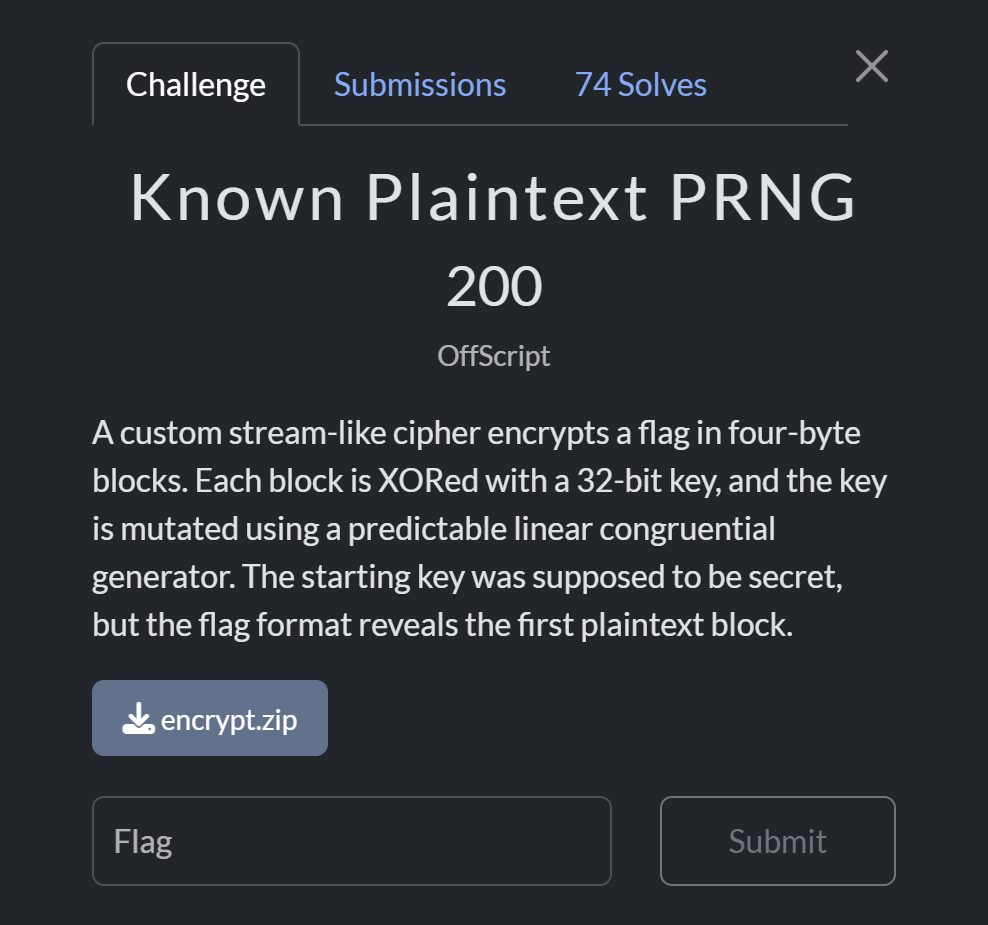 Challenge
Submissions
74 Solves
Known Plaintext PRNG
200
OffScript
A custom stream-like cipher encrypts a flag in four-byte
blocks. Each block is XORed with a 32-bit key, and the key
is mutated using a predictable linear congruential
generator. The starting key was supposed to be secret,
but the flag format reveals the first plaintext block.
encrypt.zip
Flag
Submit